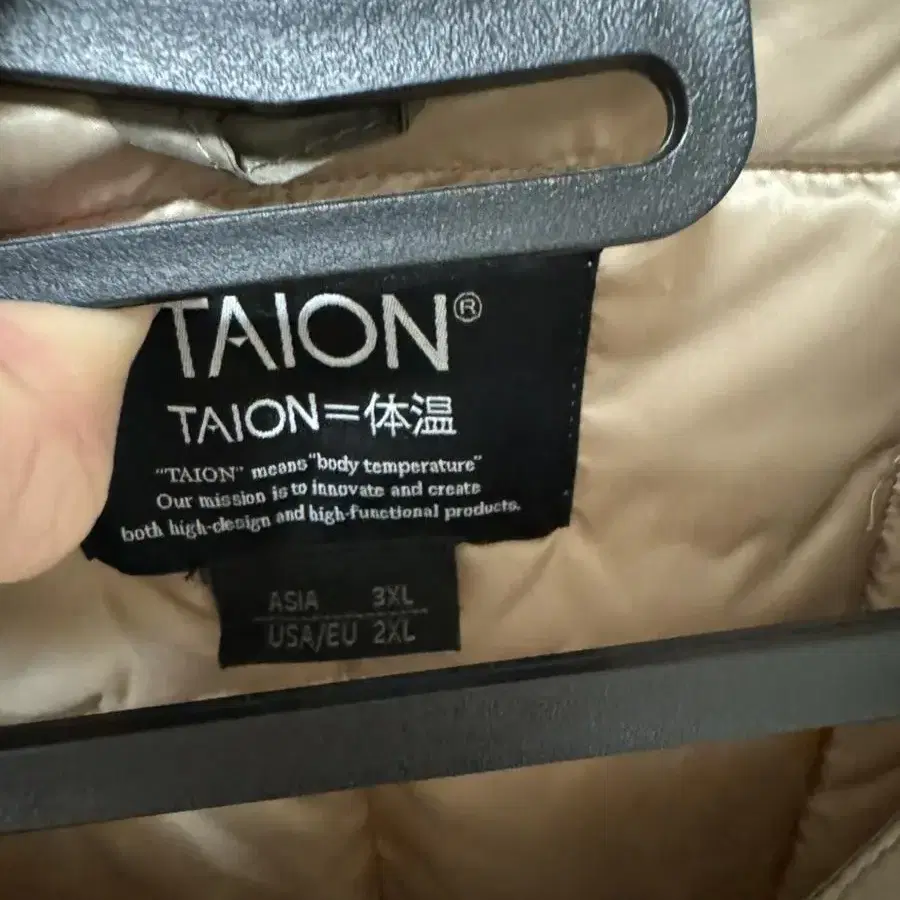 TAION®
TAION=体温
"TAION" means "body temperature"
Our mission is to innovate and create
both high-design and high-functional products.
ASIA 3XL
USA/EU 2XL